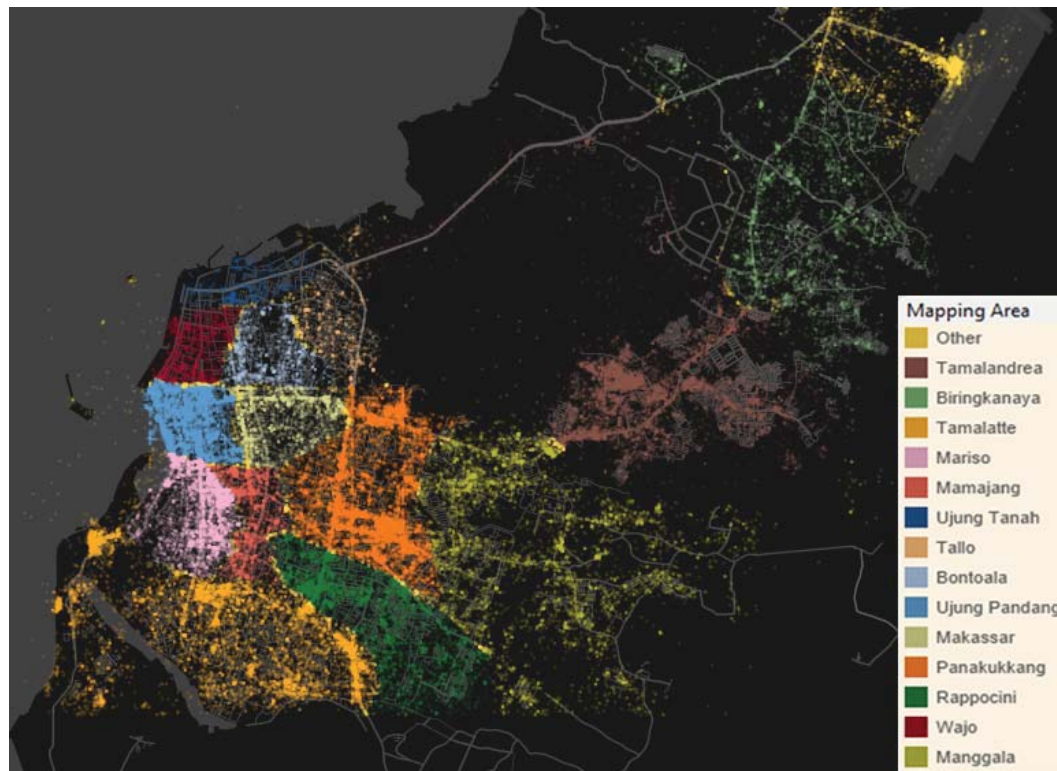 Mapping Area
Other
Tamalandrea
Biringkanaya
Tamalatte
Mariso
Mamajang
Ujung Tanah
Tallo
Bontoala
Ujung Pandang
Makassar
Panakukkang
Rappocini
Wajo
Manggala